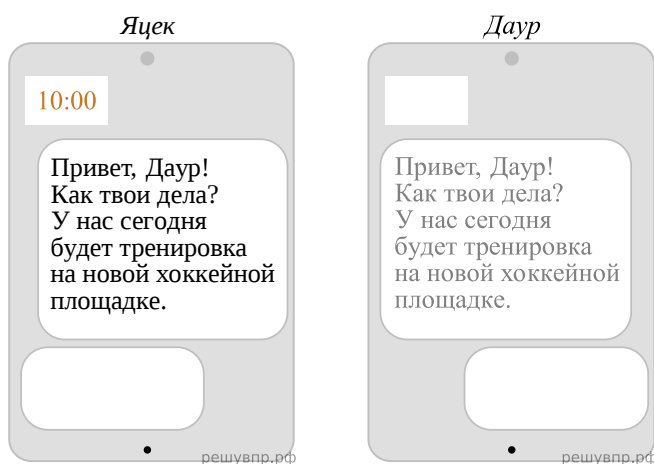 Яцек
10:00
Привет, Даур!
Как твои дела?
У нас сегодня
будет тренировка
на новой хоккейной
площадке.
решувпр.рф
Даур
Привет, Даур!
Как твои дела?
У нас сегодня
будет тренировка
на новой хоккейной
площадке.
решувпр.рф